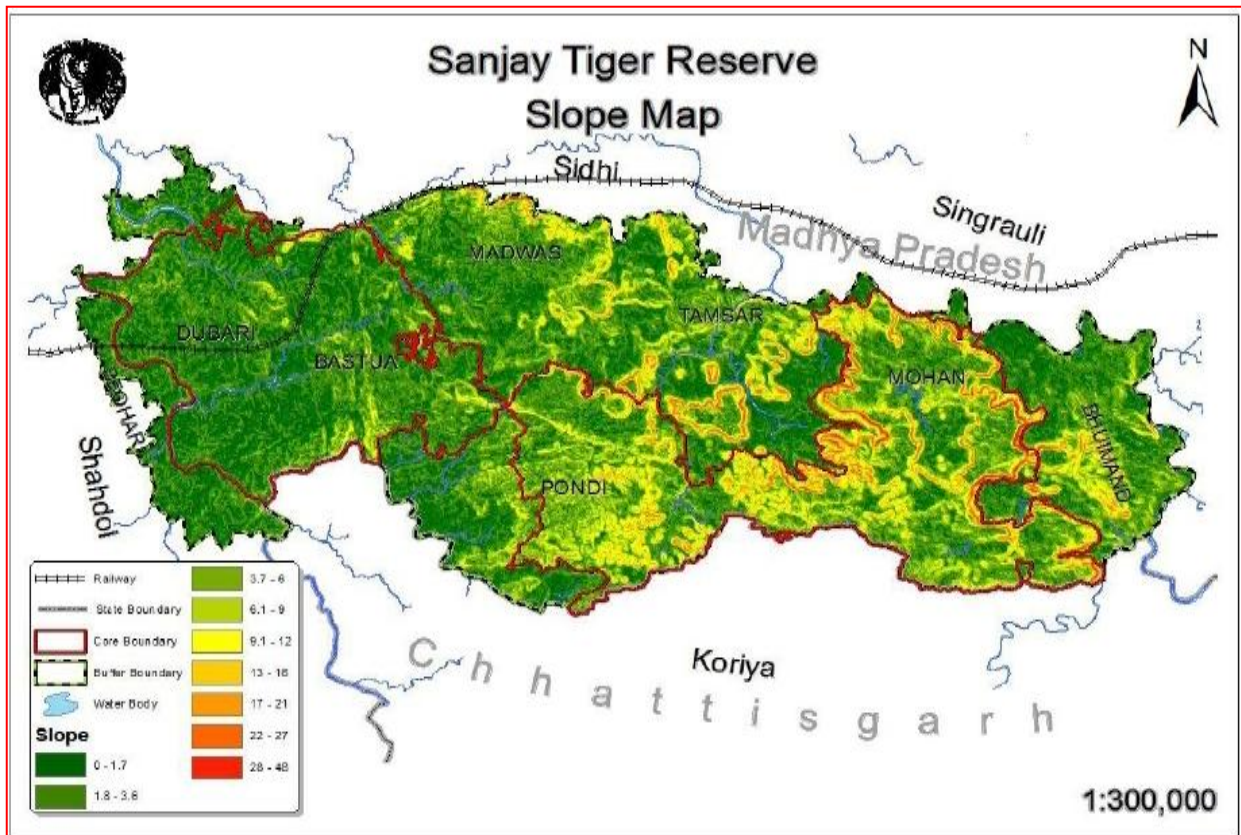 Sanjay Tiger Reserve
Slope Map
N
Sidhi
Singrauli
Madhya Pradesh
MADWAS
TAMSAR
DUBARI
BASTUA
MOHAN
BHUIMAND
Shahdol
PONDI
Railway
State Boundary
Core Boundary
Buffer Boundary
Water Body
Slope
0 - 1.7
1.8 - 3.6
3.7 - 6
6.1 - 9
9.1 - 12
13 - 16
17 - 21
22 - 27
28 - 48
Koriya
Chhattisgarh
1:300,000